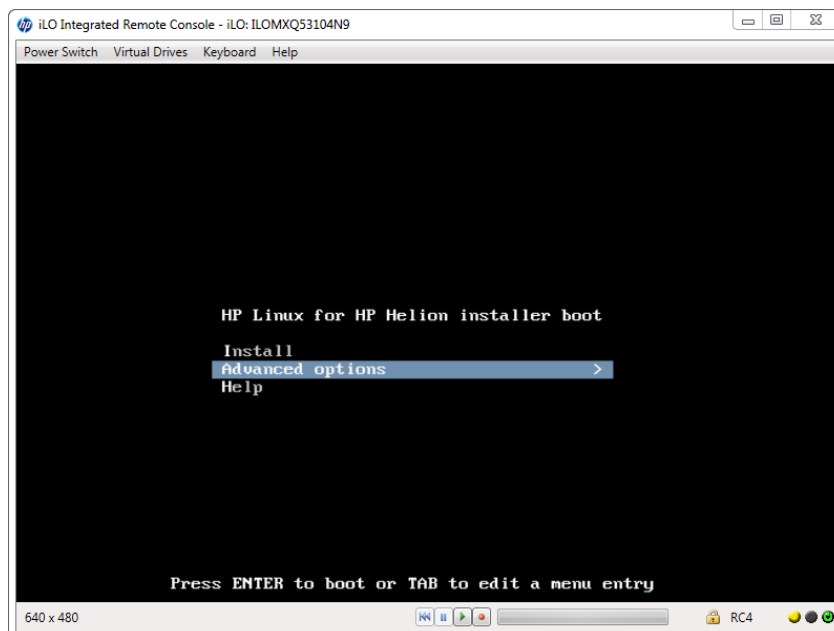 hp iLO Integrated Remote Console - iLO: ILOMXQ53104N9
Power Switch Virtual Drives Keyboard Help
HP Linux for HP Helion installer boot
Install
Advanced options >
Help
Press ENTER to boot or TAB to edit a menu entry
640 x 480 RC4